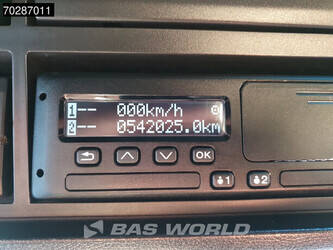 70287011
1 -- 000km/h
2 -- 0542025.0km
OK
1 2
BAS WORLD